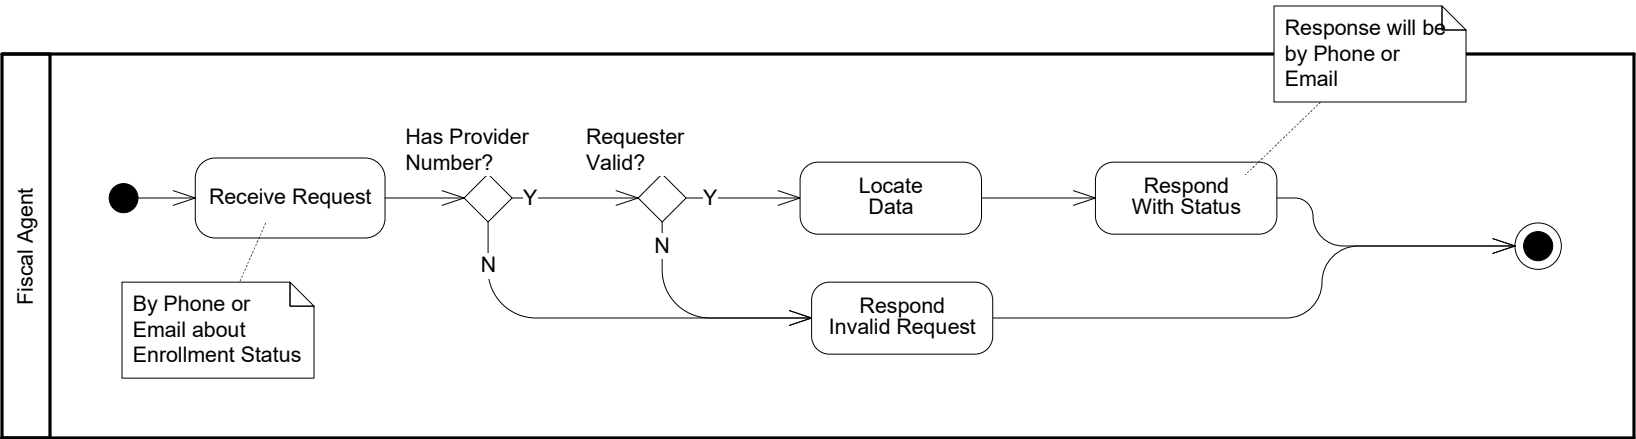 Response will be
by Phone or
Email
Fiscal Agent
Has Provider
Number?
Requester
Valid?
Receive Request
Y
Y
Locate
Data
Respond
With Status
N
N
By Phone or
Email about
Enrollment Status
Respond
Invalid Request